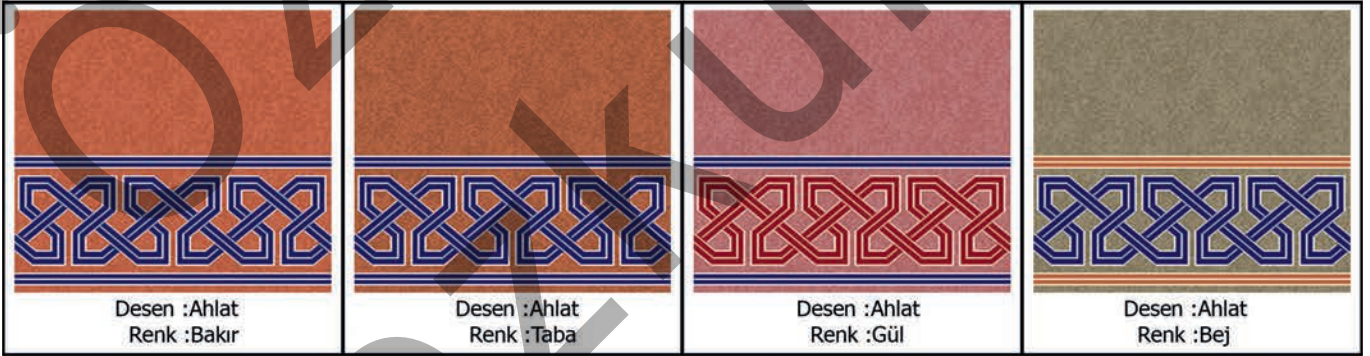 Desen :Ahlat
Renk :Bakır
Desen :Ahlat
Renk :Taba
Desen :Ahlat
Renk :Gül
Desen :Ahlat
Renk :Bej